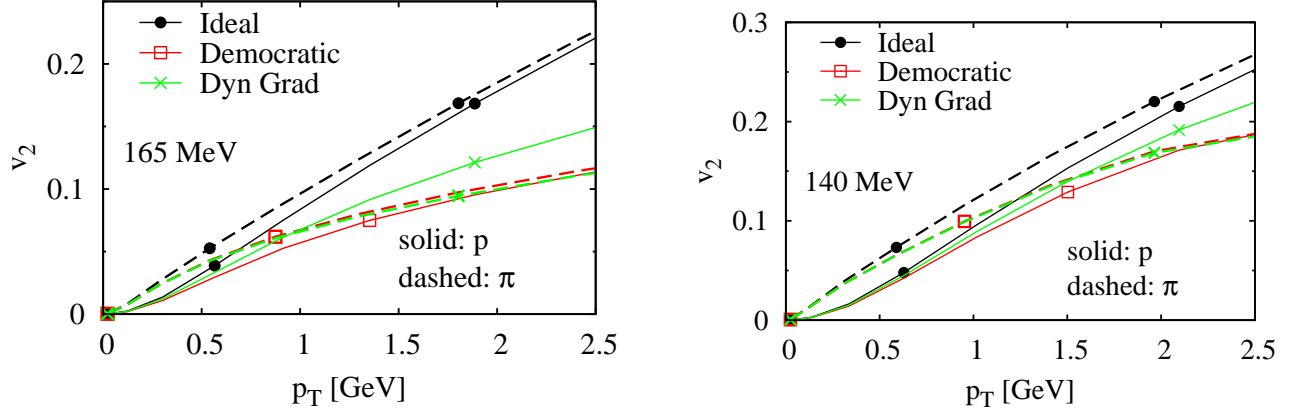 Ideal
Democratic
Dyn Grad
165 MeV
solid: p
dashed: π
v2
0.2
0.1
0
0 0.5 1 1.5 2 2.5
pT [GeV]
Ideal
Democratic
Dyn Grad
140 MeV
solid: p
dashed: π
v2
0.3
0.2
0.1
0
0 0.5 1 1.5 2 2.5
pT [GeV]